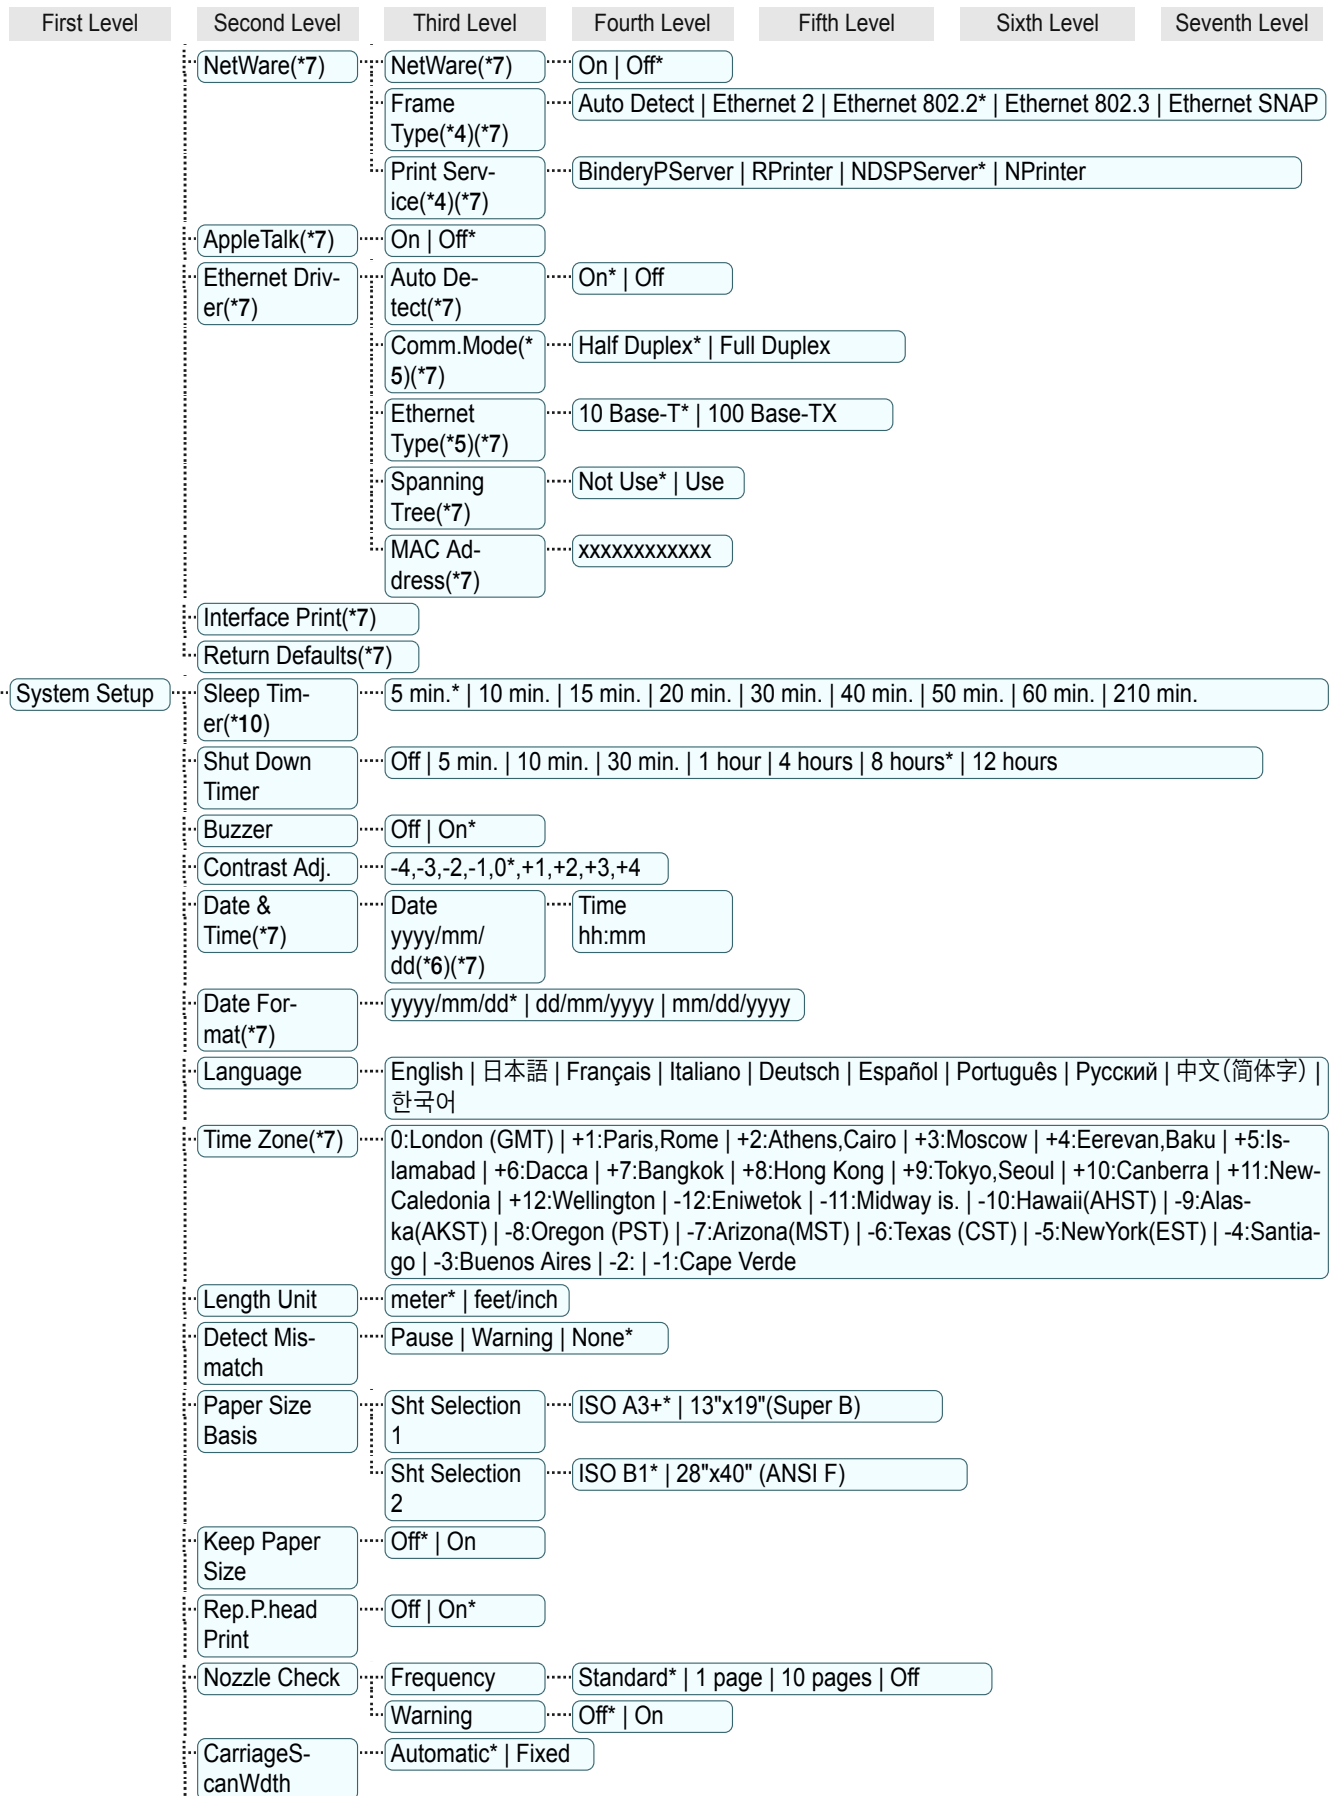 First Level Second Level Third Level Fourth Level Fifth Level Sixth Level Seventh Level
NetWare(*7) NetWare(*7) On | Off*
Frame
Type(*4)(*7)
Auto Detect | Ethernet 2 | Ethernet 802.2* | Ethernet 802.3 | Ethernet SNAP
Print Serv-
ice(*4)(*7)
BinderyPServer | RPrinter | NDSPServer* | NPrinter
AppleTalk(*7) On | Off*
Ethernet Driv-
er(*7)
Auto De-
tect(*7)
On* | Off
Comm.Mode(*
5)(*7)
Half Duplex* | Full Duplex
Ethernet
Type(*5)(*7)
10 Base-T* | 100 Base-TX
Spanning
Tree(*7)
Not Use* | Use
MAC Ad-
dress(*7)
xxxxxxxxxxxx
Interface Print(*7)
Return Defaults(*7)
System Setup
Sleep Tim-
er(*10)
5 min.* | 10 min. | 15 min. | 20 min. | 30 min. | 40 min. | 50 min. | 60 min. | 210 min.
Shut Down
Timer
Off | 5 min. | 10 min. | 30 min. | 1 hour | 4 hours | 8 hours* | 12 hours
Buzzer Off | On*
Contrast Adj. -4,-3,-2,-1,0*,+1,+2,+3,+4
Date &
Time(*7)
Date
yyyy/mm/
dd(*6)(*7)
Time
hh:mm
Date For-
mat(*7)
yyyy/mm/dd* | dd/mm/yyyy | mm/dd/yyyy
Language
English | 日本語 | Français | Italiano | Deutsch | Español | Português | Русский | 中文(简体字) |
한국어
Time Zone(*7)
0:London (GMT) | +1:Paris,Rome | +2:Athens,Cairo | +3:Moscow | +4:Eerevan,Baku | +5:Is-
lamabad | +6:Dacca | +7:Bangkok | +8:Hong Kong | +9:Tokyo,Seoul | +10:Canberra | +11:New-
Caledonia | +12:Wellington | -12:Eniwetok | -11:Midway is. | -10:Hawaii(AHST) | -9:Alas-
ka(AKST) | -8:Oregon (PST) | -7:Arizona(MST) | -6:Texas (CST) | -5:NewYork(EST) | -4:Santia-
go | -3:Buenos Aires | -2: | -1:Cape Verde
Length Unit meter* | feet/inch
Detect Mis-
match
Pause | Warning | None*
Paper Size
Basis
Sht Selection
1
ISO A3+* | 13"x19"(Super B)
Sht Selection
2
ISO B1* | 28"x40" (ANSI F)
Keep Paper
Size
Off* | On
Rep.P.head
Print
Off | On*
Nozzle Check Frequency Standard* | 1 page | 10 pages | Off
Warning Off* | On
CarriageS-
canWdth
Automatic* | Fixed